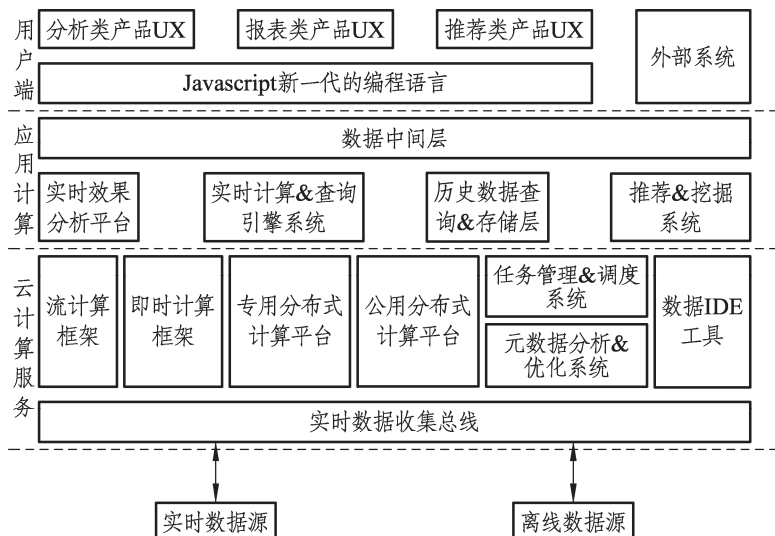 用户端
分析类产品UX
报表类产品UX
推荐类产品UX
外部系统
Javascript新一代的编程语言
应用计算
数据中间层
实时效果
分析平台
实时计算&查询
引擎系统
历史数据查
询&存储层
推荐&挖掘
系统
云计算服务
流计算
框架
即时计算
框架
专用分布式
计算平台
公用分布式
计算平台
任务管理&调度
系统
元数据分析&
优化系统
数据IDE
工具
实时数据收集总线
实时数据源
离线数据源